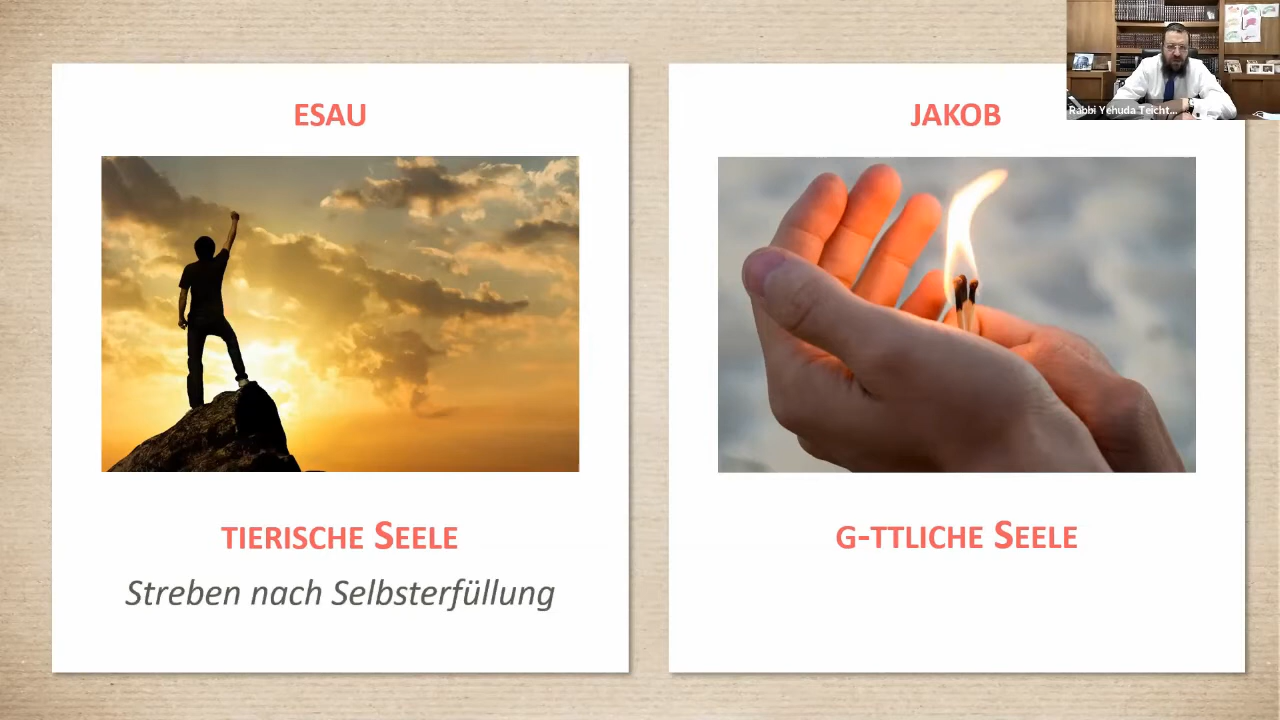 ESAU
TIERISCHE SEELE
Streben nach Selbsterfüllung
JAKOB
G-TTLICHE SEELE
Rabbi Yehuda Teicht...